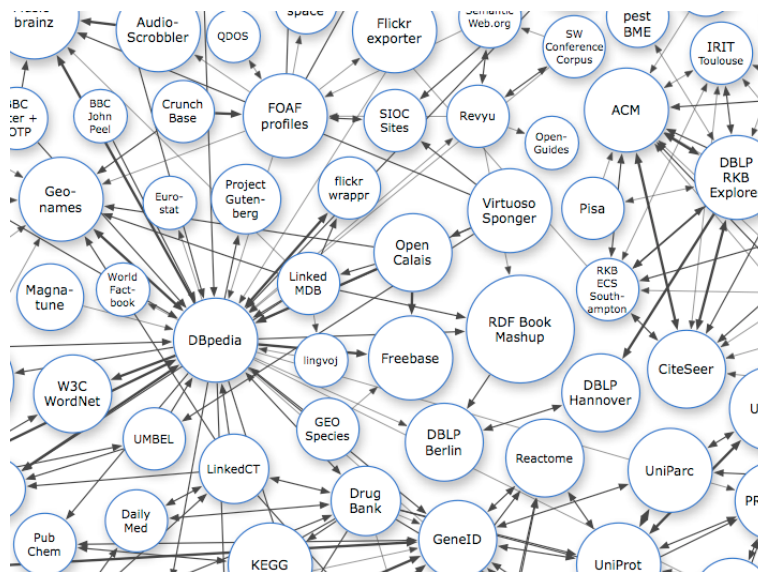 brainz
Audio-
Scrobbler
QDOS
space
Flickr
exporter
Web.org
SW
Conference
Corpus
pest
BME
IRIT
Toulouse
BBC
John
Peel
Crunch
Base
FOAF
profiles
SIOC
Sites
Revyu
Open-
Guides
ACM
DBLP
RKB
Explore
OTP
Geo-
names
Euro-
stat
Project
Guten-
berg
flickr
wrappr
Virtuoso
Sponger
Pisa
Open
Calais
Magna-
tune
World
Fact-
book
Linked
MDB
RKB
ECS
South-
ampton
DBpedia
lingvoj
Freebase
RDF Book
Mashup
CiteSeer
W3C
WordNet
DBLP
Hannover
UMBEL
GEO
Species
DBLP
Berlin
LinkedCT
Reactome
UniParc
Daily
Med
Drug
Bank
Pub
Chem
KEGG
GeneID
UniProt